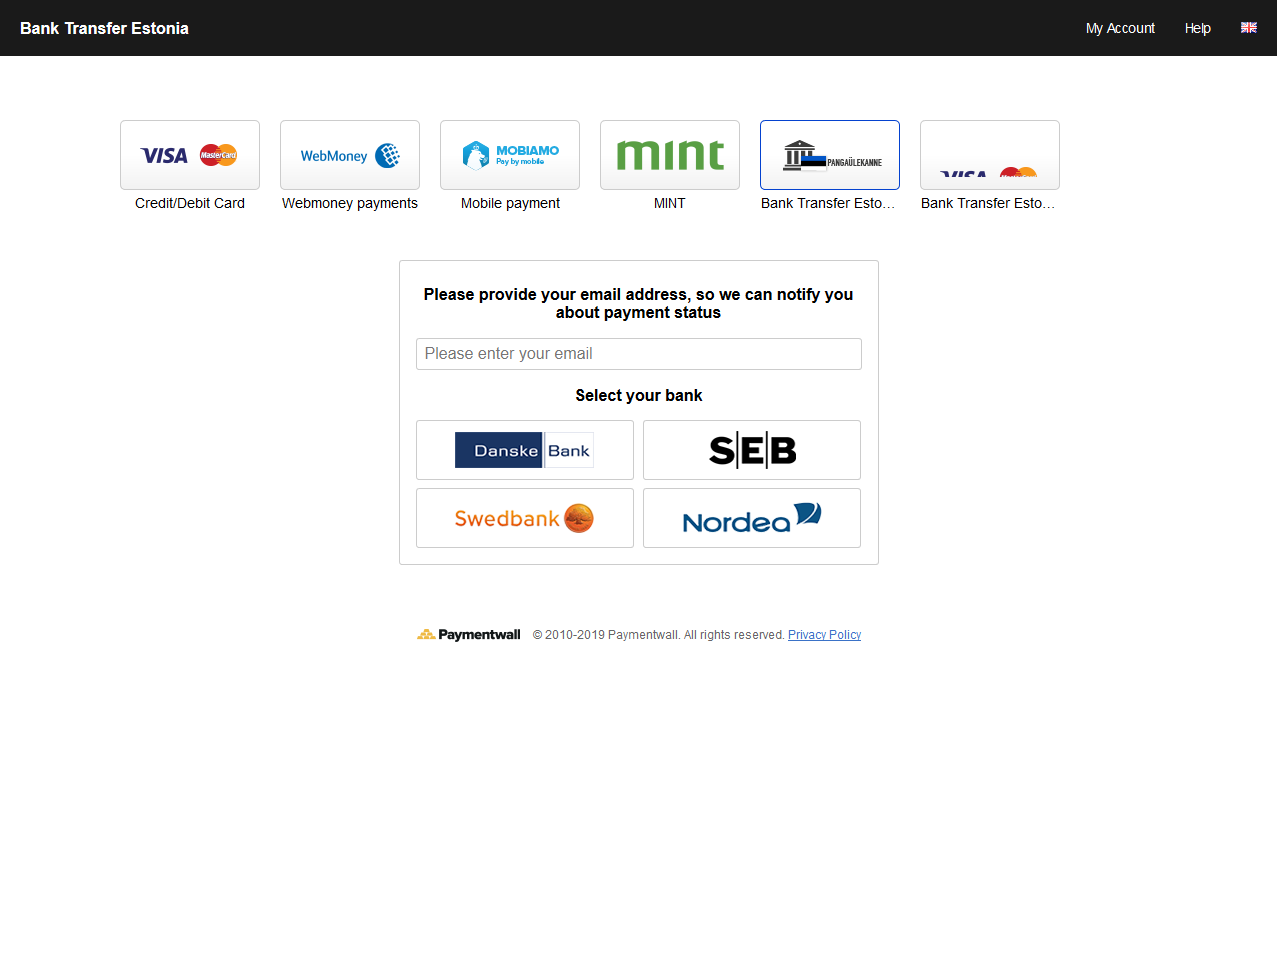 Bank Transfer Estonia
My Account
Help
VISA
MasterCard
WebMoney
MOBIAMO
Pay by mobile
mint
PANGAÜLEKANNE
VISA
Credit/Debit Card
Webmoney payments
Mobile payment
MINT
Bank Transfer Esto...
Bank Transfer Esto...
Please provide your email address, so we can notify you
about payment status
Please enter your email
Select your bank
Danske Bank
SEB
Swedbank
Nordea
Paymentwall
© 2010-2019 Paymentwall. All rights reserved. Privacy Policy